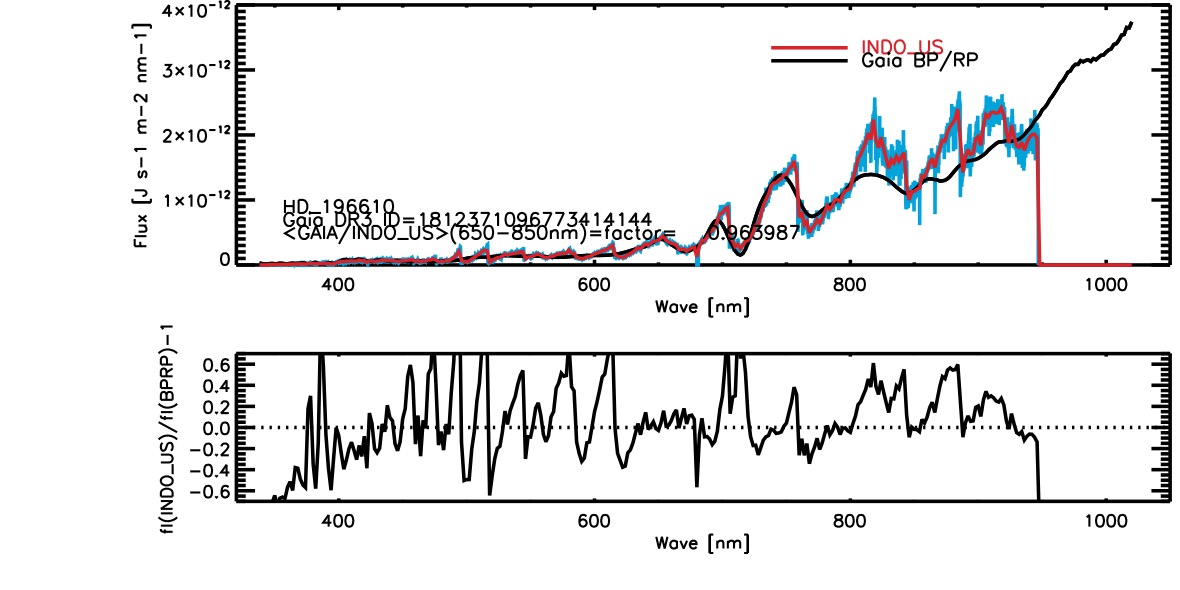 4×10−12
3×10−12
2×10−12
1×10−12
0
Flux [J s−1 m−2 nm−1]
INDO_US
Gaia BP/RP
HD_196610
Gaia DR3_ID=1812371096773414144
<GAIA/INDO_US>(650−850nm)=factor= 0.963987
400 600 800 1000
Wave [nm]
fl(INDO_US)/fl(BPRP)−1
0.6
0.4
0.2
0.0
−0.2
−0.4
−0.6
400 600 800 1000
Wave [nm]